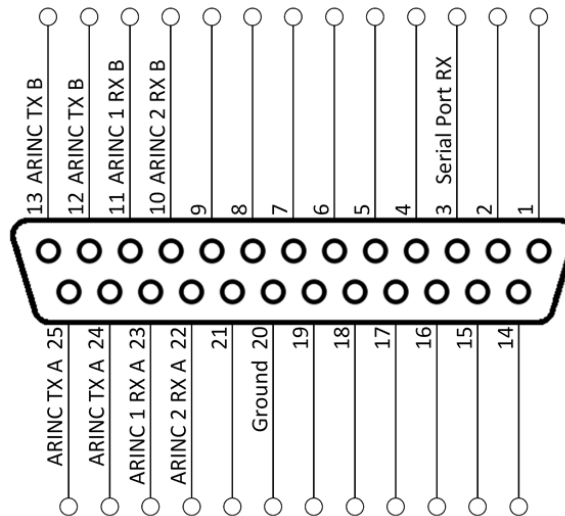 13 ARINC TX B
12 ARINC TX B
11 ARINC 1 RX B
10 ARINC 2 RX B
9
8
7
6
5
4
3 Serial Port RX
2
1
ARINC TX A 25
ARINC TX A 24
ARINC 1 RX A 23
ARINC 2 RX A 22
21
Ground 20
19
18
17
16
15
14